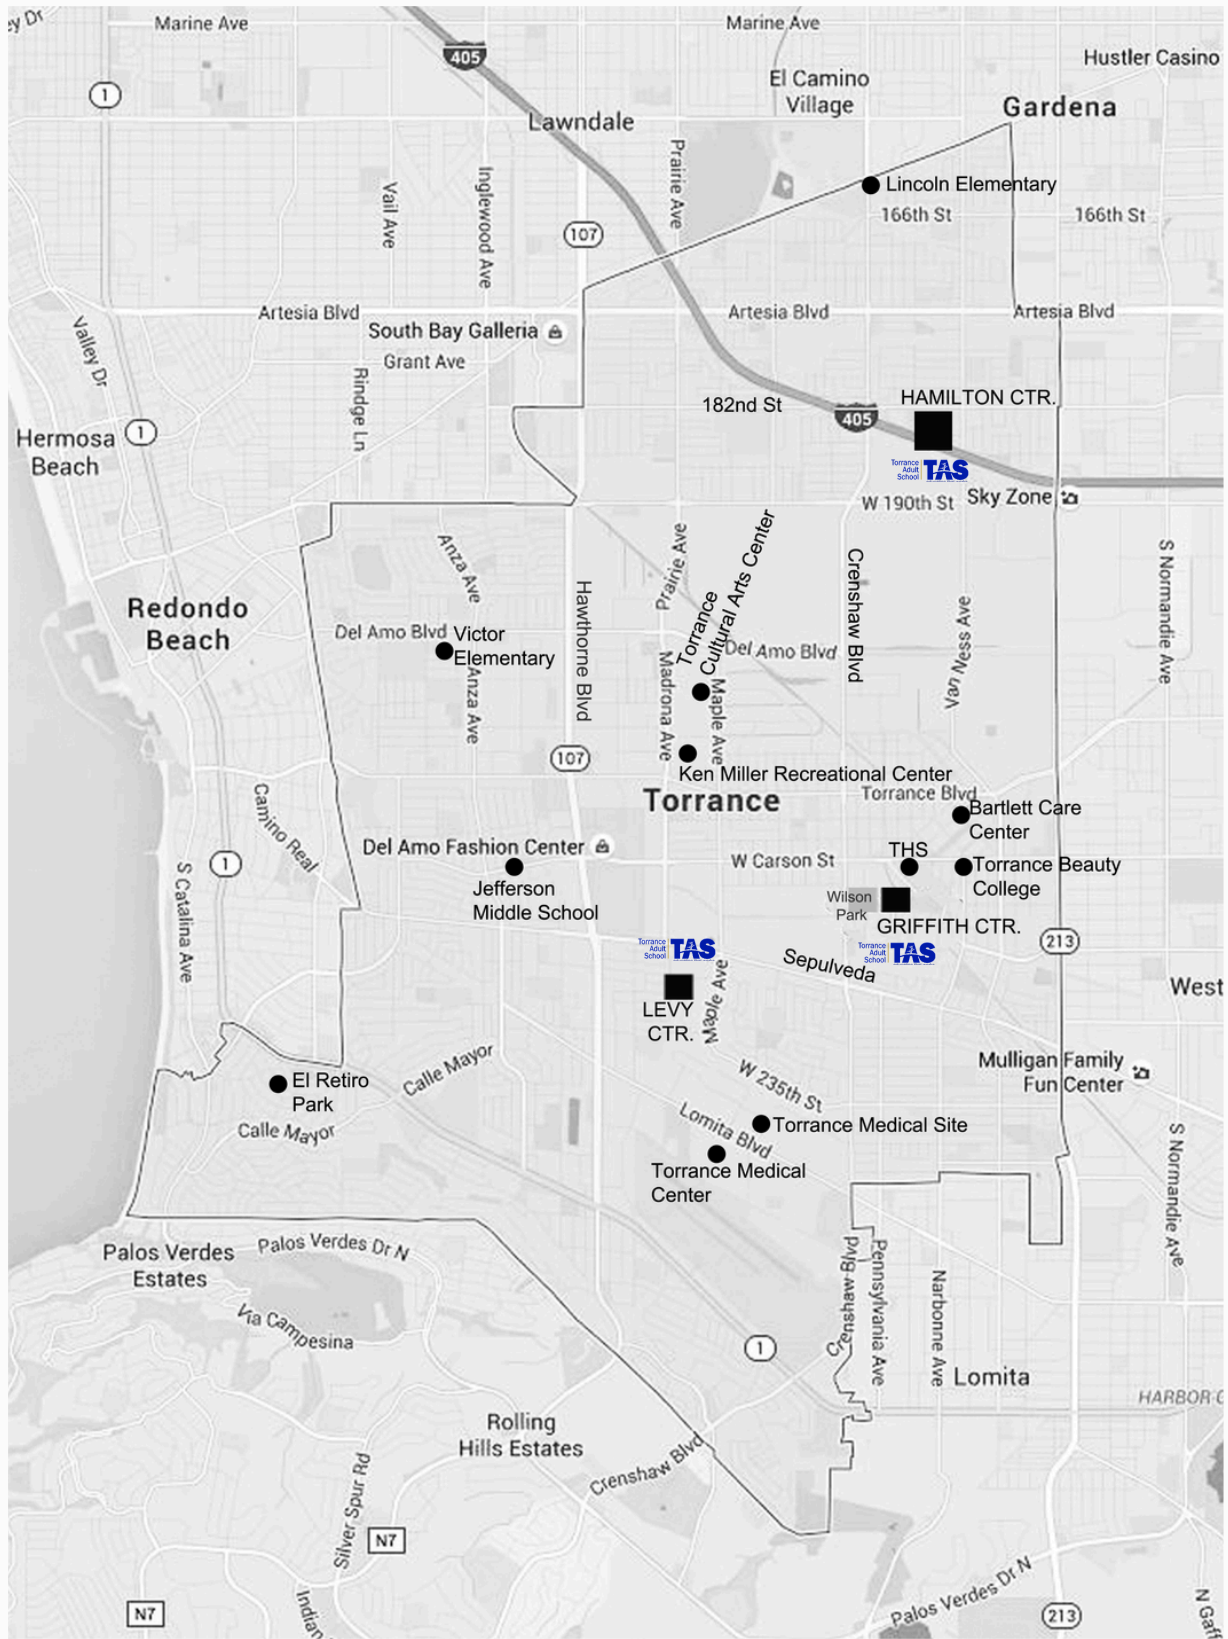 ey Dr
Marine Ave
Marine Ave
405
Hustler Casino
El Camino
Village
1
Gardena
Lawndale
Prairie Ave
Vail Ave
Inglewood Ave
Lincoln Elementary
166th St
166th St
107
Artesia Blvd
Artesia Blvd
Artesia Blvd
South Bay Galleria
Grant Ave
Valley Dr
Rindge Ln
182nd St
HAMILTON CTR.
405
Hermosa
Beach
1
Torrance
Adult
School
TAS
W 190th St
Sky Zone
Anza Ave
Prairie Ave
Torrance
Cultural Arts Center
Crenshaw Blvd
S Normandie Ave
Redondo
Beach
Hawthorne Blvd
Van Ness Ave
Del Amo Blvd
Victor
Elementary
Del Amo Blvd
Anza Ave
Madrona Ave
Maple Ave
107
Ken Miller Recreational Center
Torrance
Torrance Blvd
Bartlett Care
Center
Camino Real
Del Amo Fashion Center
THS
1
W Carson St
Torrance Beauty
College
S Catalina Ave
Jefferson
Middle School
Wilson
Park
GRIFFITH CTR.
213
Torrance
Adult
School
TAS
Torrance
Adult
School
TAS
Sepulveda
West
LEVY
CTR.
Maple Ave
Calle Mayor
Mulligan Family
Fun Center
El Retiro
Park
W 235th St
Calle Mayor
Lomita Blvd
Torrance Medical Site
Torrance Medical
Center
S Normandie Ave
Palos Verdes
Estates
Palos Verdes Dr N
Crenshaw Blvd
Pennsylvania Ave
Narbonne Ave
Via Campesina
1
Lomita
HARBOR C
Rolling
Hills Estates
Crenshaw Blvd
Silver Spur Rd
N7
N7
Indian
Palos Verdes Dr N
213
N Gaff